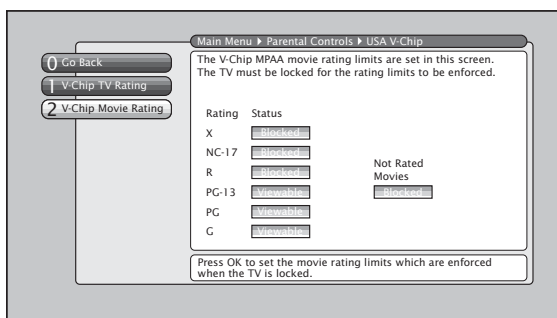 Main Menu ▶ Parental Controls ▶ USA V-Chip
0 Go Back
1 V-Chip TV Rating
2 V-Chip Movie Rating
The V-Chip MPAA movie rating limits are set in this screen.
The TV must be locked for the rating limits to be enforced.
Rating Status
X Blocked
NC-17 Blocked
R Blocked
PG-13 Viewable
PG Viewable
G Viewable
Not Rated
Movies
Blocked
Press OK to set the movie rating limits which are enforced
when the TV is locked.